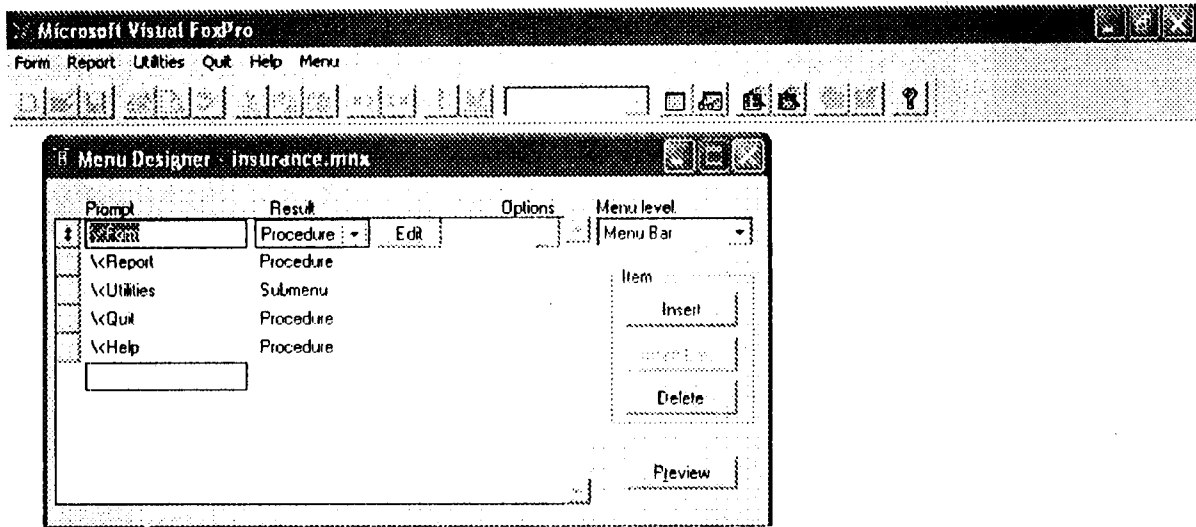 Microsoft Visual FoxPro
Form Report Utilities Quit Help Menu
Menu Designer - insurance.mnx
Prompt Result Options Menu level:
Procedure Edit Menu Bar
\<Report Procedure
\<Utilities Submenu
\<Quit Procedure
\<Help Procedure
Item
Insert
Delete
Preview